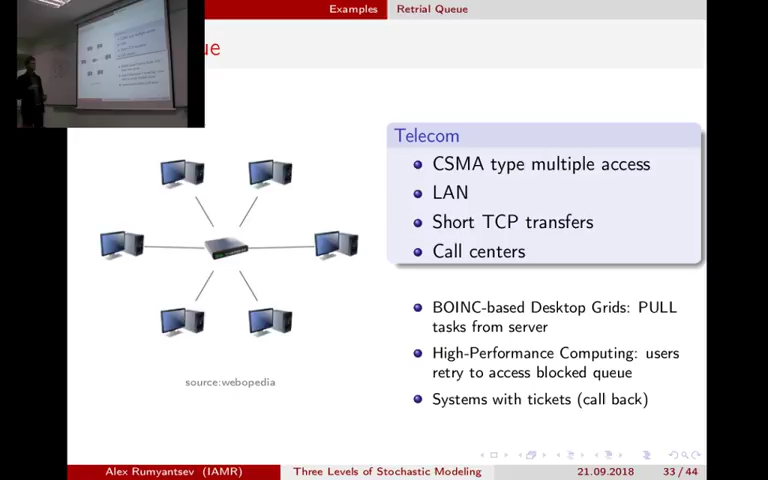 Examples
Retrial Queue
ue
Telecom
CSMA type multiple access
LAN
Short TCP transfers
Call centers
BOINC-based Desktop Grids: PULL
tasks from server
High-Performance Computing: users
retry to access blocked queue
Systems with tickets (call back)
source:webopedia
Alex Rumyantsev (IAMR)
Three Levels of Stochastic Modeling
21.09.2018
33 / 44